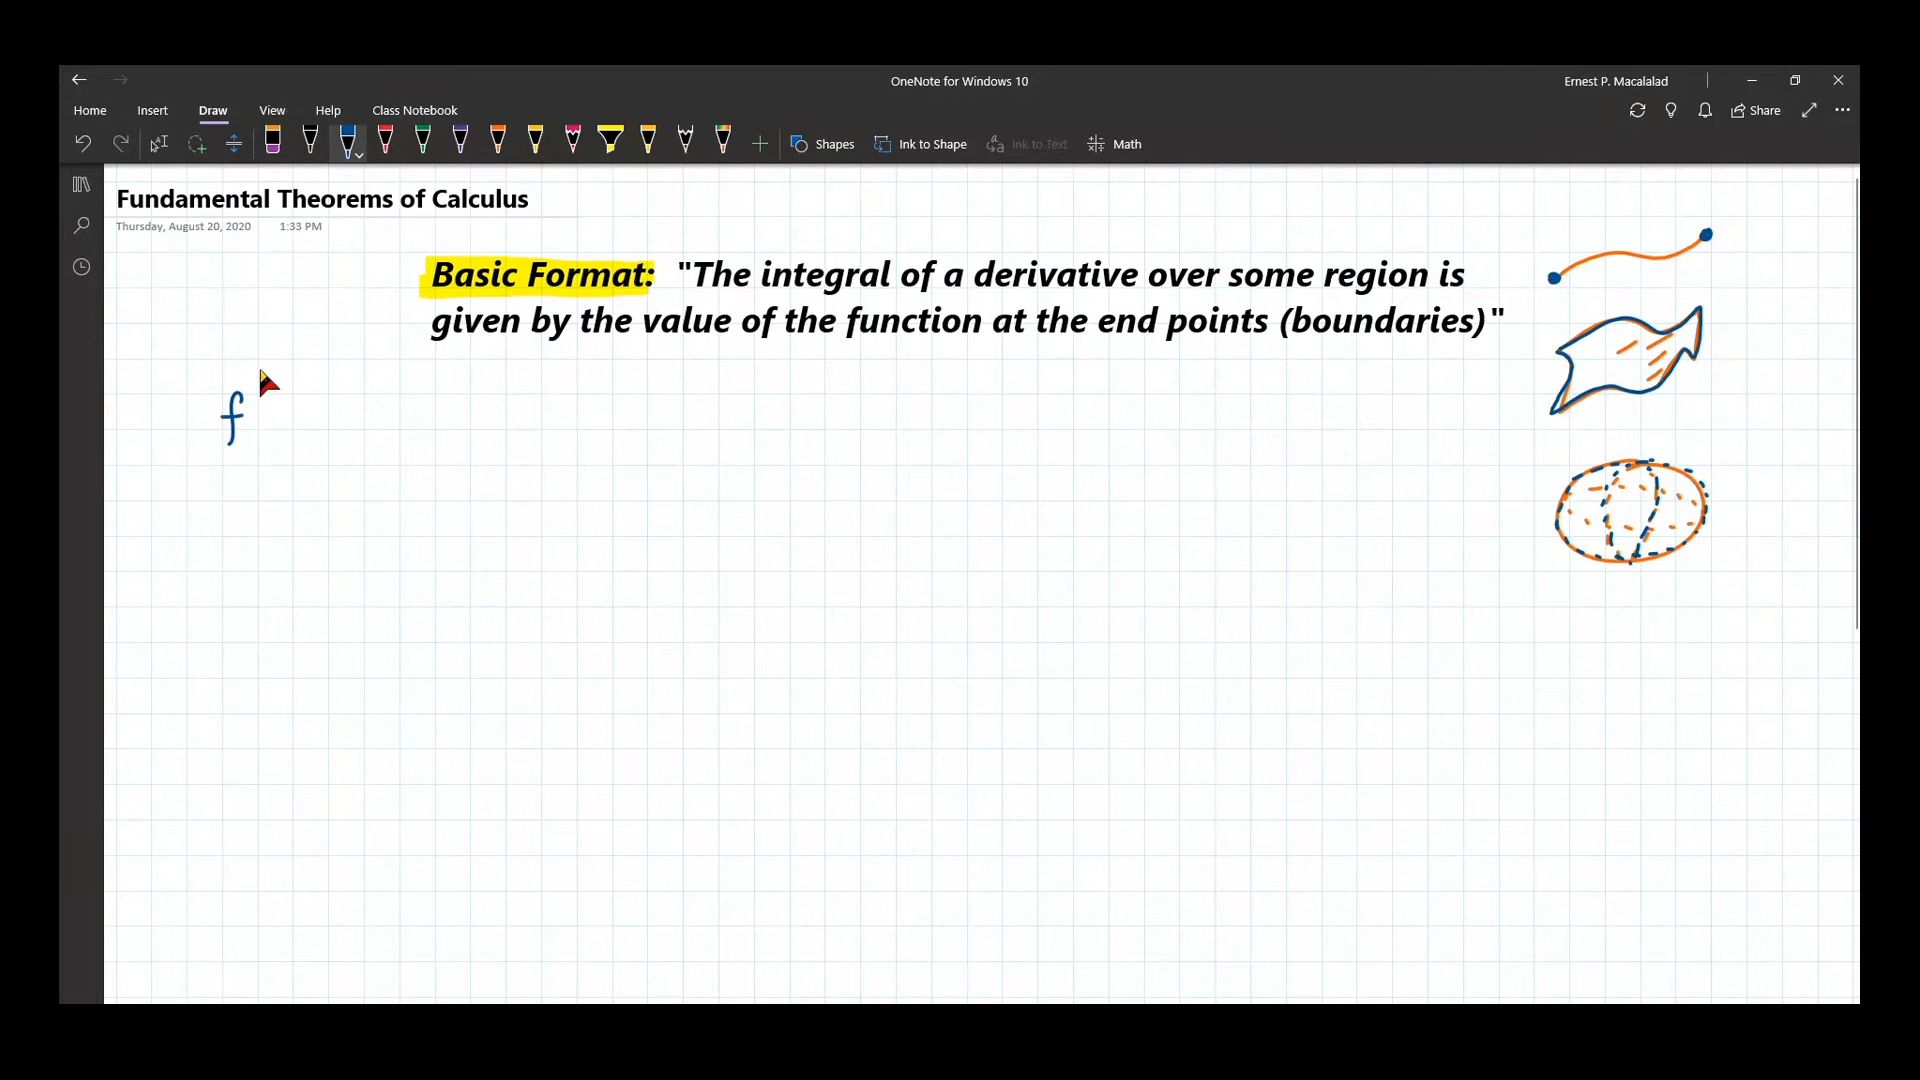 OneNote for Windows 10
Ernest P. Macalalad
Home Insert Draw View Help Class Notebook
Share
Shapes Ink to Shape Ink to Text Math
Fundamental Theorems of Calculus
Thursday, August 20, 2020 1:33 PM
Basic Format: "The integral of a derivative over some region is
given by the value of the function at the end points (boundaries)"
f